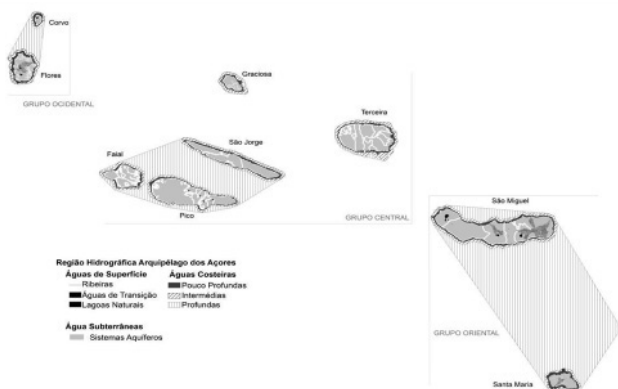 Corvo
Flores
GRUPO OCIDENTAL
Graciosa
Terceira
São Jorge
Faial
Pico
GRUPO CENTRAL
São Miguel
GRUPO ORIENTAL
Santa Maria
Região Hidrográfica Arquipélago dos Açores
Águas de Superfície Águas Costeiras
Ribeiras Pouco Profundas
Águas de Transição Intermédias
Lagoas Naturais Profundas
Água Subterrâneas
Sistemas Aquíferos